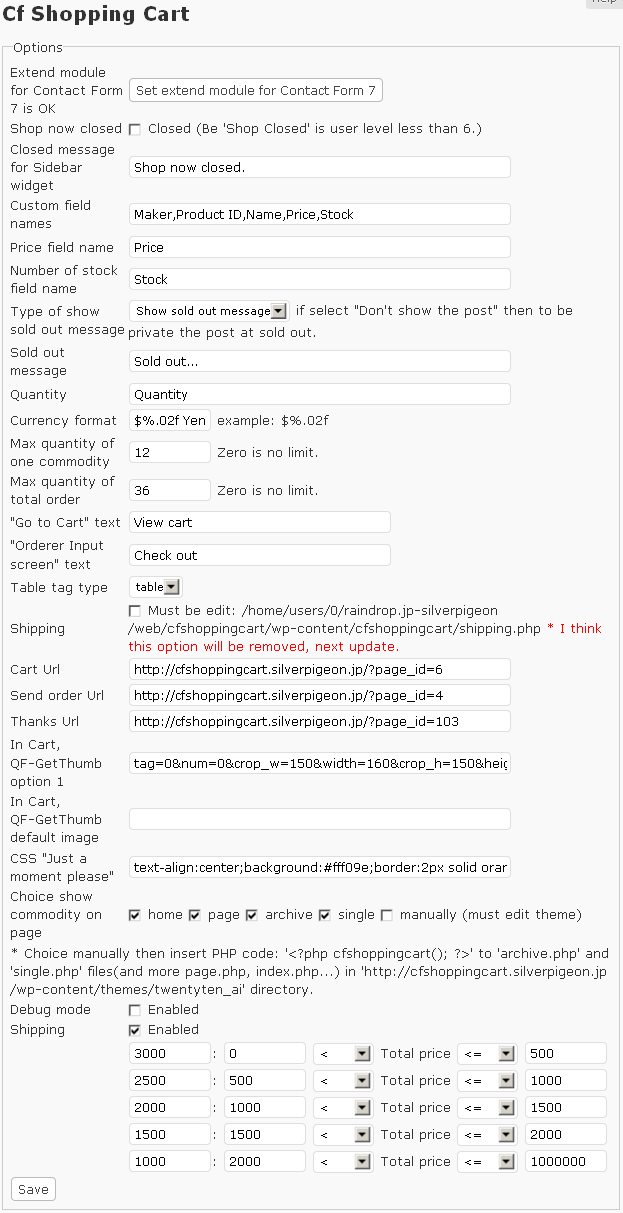 Help
Cf Shopping Cart
Options
Extend module
for Contact Form
7 is OK
Set extend module for Contact Form 7
Shop now closed
Closed (Be 'Shop Closed' is user level less than 6.)
Closed message
for Sidebar
widget
Shop now closed.
Custom field
names
Maker,Product ID,Name,Price,Stock
Price field name
Price
Number of stock
field name
Stock
Type of show
sold out message
Show sold out message
if select "Don't show the post" then to be
private the post at sold out.
Sold out
message
Sold out...
Quantity
Quantity
Currency format
$%.02f Yen
example: $%.02f
Max quantity of
one commodity
12
Zero is no limit.
Max quantity of
total order
36
Zero is no limit.
"Go to Cart" text
View cart
"Orderer Input
screen" text
Check out
Table tag type
table
Shipping
Must be edit: /home/users/0/raindrop.jp-silverpigeon
/web/cfshoppingcart/wp-content/cfshoppingcart/shipping.php * I think
this option will be removed, next update.
Cart Url
http://cfshoppingcart.silverpigeon.jp/?page_id=6
Send order Url
http://cfshoppingcart.silverpigeon.jp/?page_id=4
Thanks Url
http://cfshoppingcart.silverpigeon.jp/?page_id=103
In Cart,
QF-GetThumb
option 1
tag=0&num=0&crop_w=150&width=160&crop_h=150&heig
In Cart,
QF-GetThumb
default image
CSS "Just a
moment please"
text-align:center;background:#fff09e;border:2px solid orar
Choice show
commodity on
page
home page archive single manually (must edit theme)
* Choice manually then insert PHP code: '<?php cfshoppingcart(); ?>' to 'archive.php' and
'single.php' files(and more page.php, index.php...) in 'http://cfshoppingcart.silverpigeon.jp
/wp-content/themes/twentyten_ai' directory.
Debug mode
Enabled
Shipping
Enabled
3000 : 0 < Total price <= 500
2500 : 500 < Total price <= 1000
2000 : 1000 < Total price <= 1500
1500 : 1500 < Total price <= 2000
1000 : 2000 < Total price <= 1000000
Save